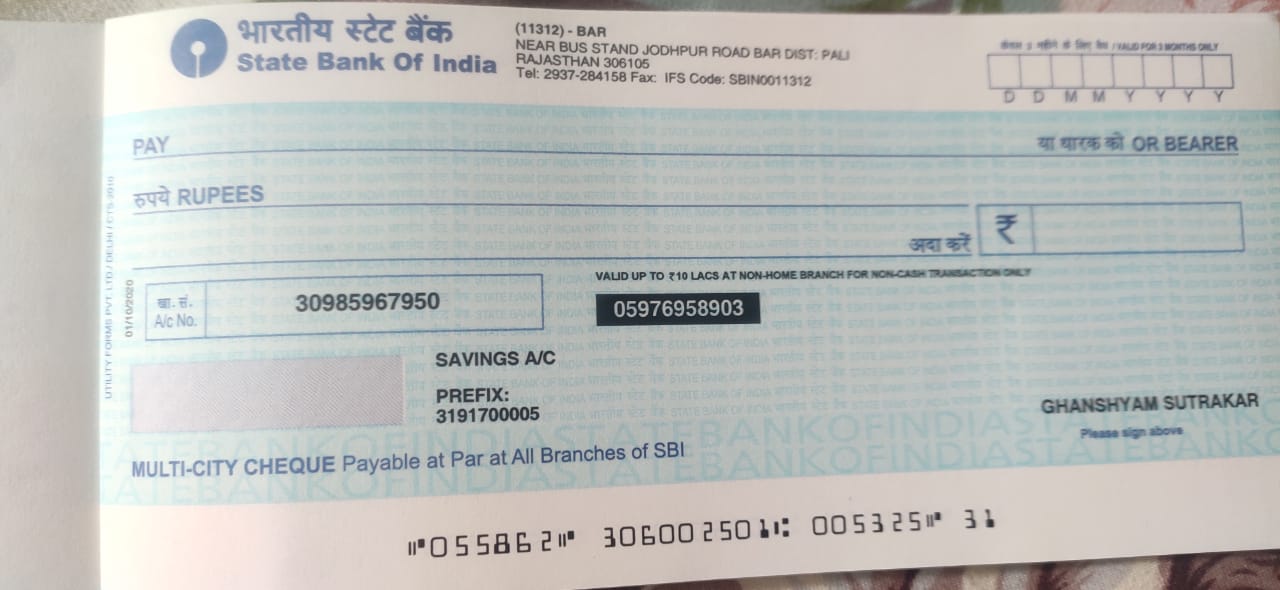 भारतीय स्टेट बैंक
State Bank Of India
(11312) - BAR
NEAR BUS STAND JODHPUR ROAD BAR DIST: PALI
RAJASTHAN 306105
Tel: 2937-284158 Fax: IFS Code: SBIN0011312
केवल 3 महीने के लिए वैध / VALID FOR 3 MONTHS ONLY
D D M M Y Y Y Y
PAY
या धारक को OR BEARER
रुपये RUPEES
अदा करें
₹
VALID UP TO ₹10 LACS AT NON-HOME BRANCH FOR NON-CASH TRANSACTION ONLY
खा. सं.
A/c No.
30985967950
05976958903
UTILITY FORMS PVT. LTD / DELHI / CTS-2010
01/10/2020
SAVINGS A/C
PREFIX:
3191700005
GHANSHYAM SUTRAKAR
Please sign above
STATEBANKOFINDIA
MULTI-CITY CHEQUE Payable at Par at All Branches of SBI
⑈055862⑈ 306002501⑆ 005325⑈ 31